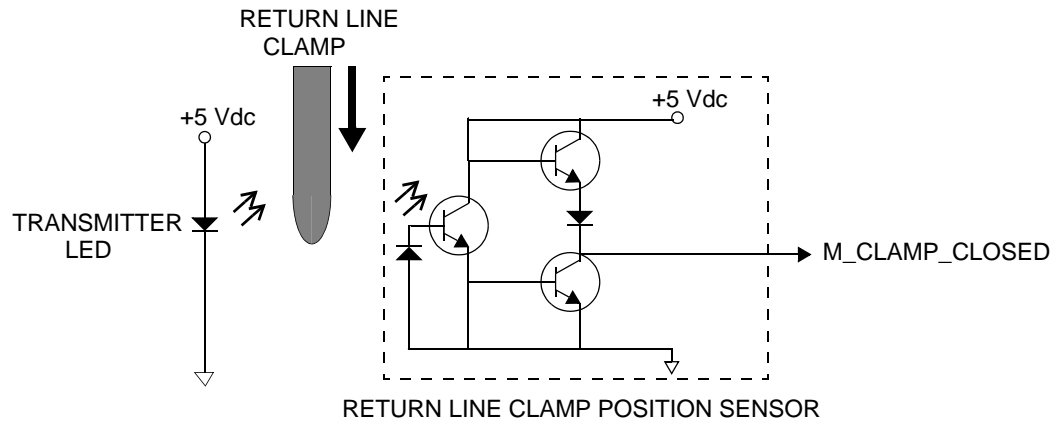 RETURN LINE
CLAMP
+5 Vdc
+5 Vdc
TRANSMITTER
LED
M_CLAMP_CLOSED
RETURN LINE CLAMP POSITION SENSOR